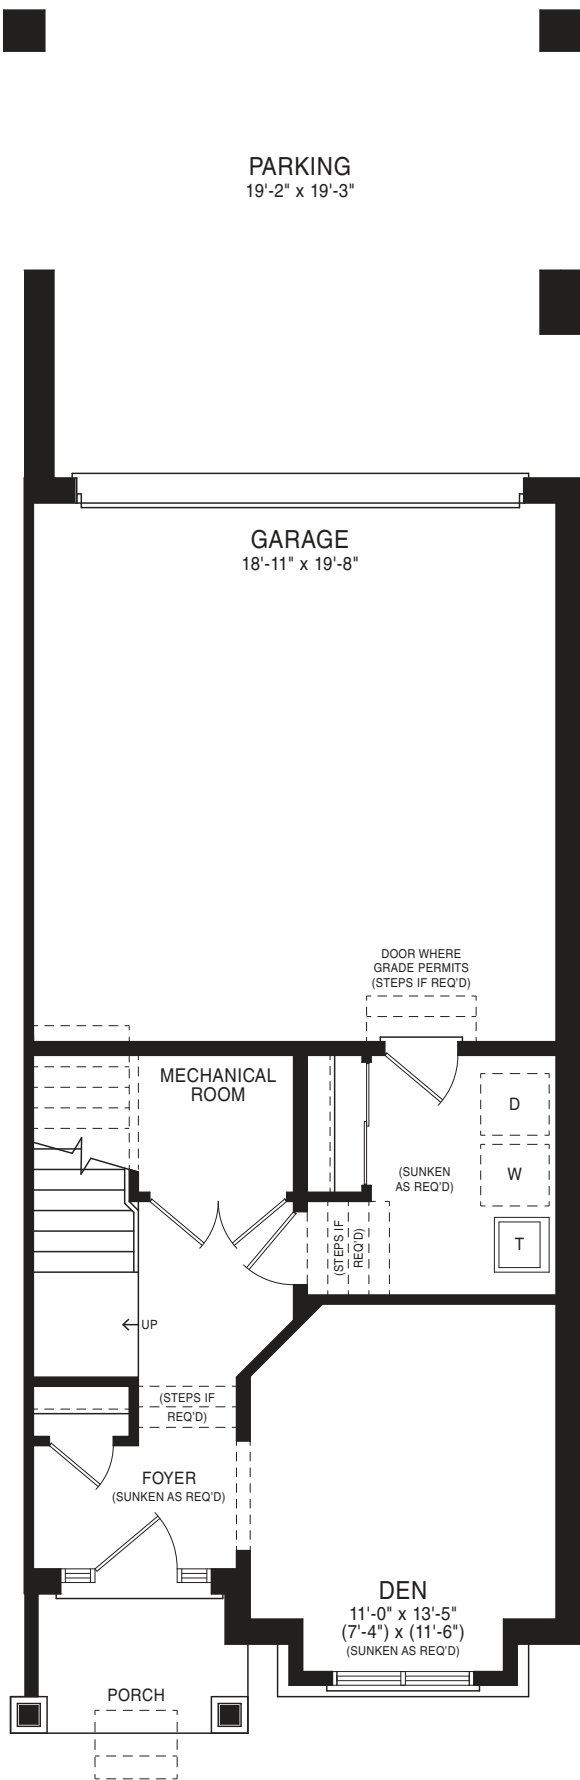 PARKING
19'-2" x 19'-3"
GARAGE
18'-11" x 19'-8"
DOOR WHERE
GRADE PERMITS
(STEPS IF REQ'D)
MECHANICAL
ROOM
D
(SUNKEN
AS REQ'D)
W
(STEPS IF
REQ'D)
T
UP
(STEPS IF
REQ'D)
FOYER
(SUNKEN AS REQ'D)
DEN
11'-0" x 13'-5"
(7'-4") x (11'-6")
(SUNKEN AS REQ'D)
PORCH